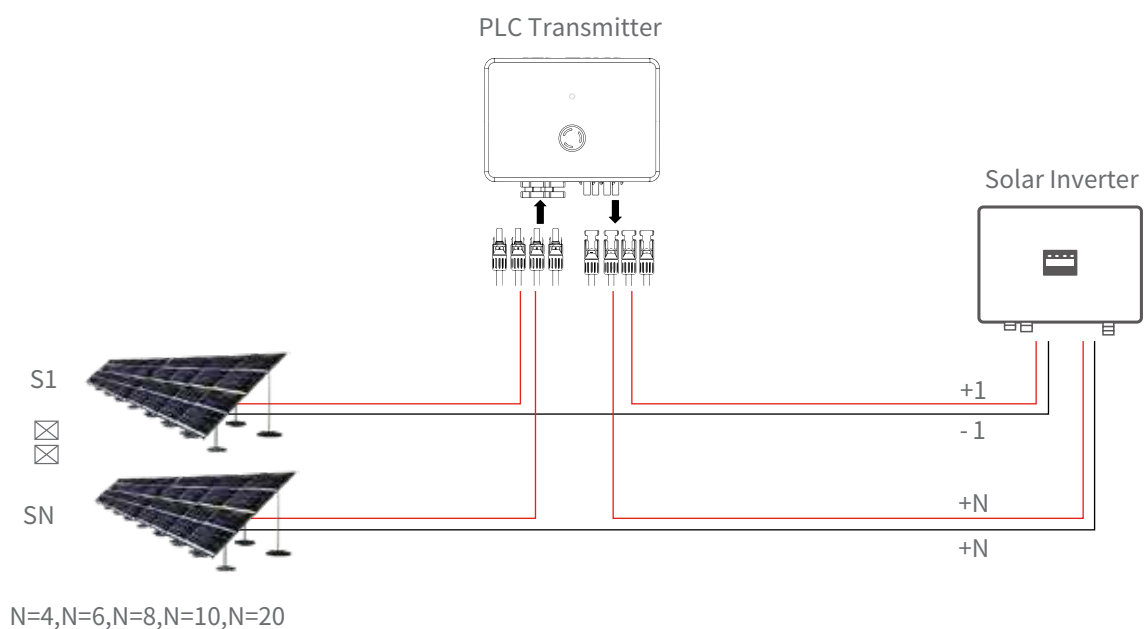 PLC Transmitter
Solar Inverter
S1
+1
- 1
SN
+N
+N
N=4,N=6,N=8,N=10,N=20